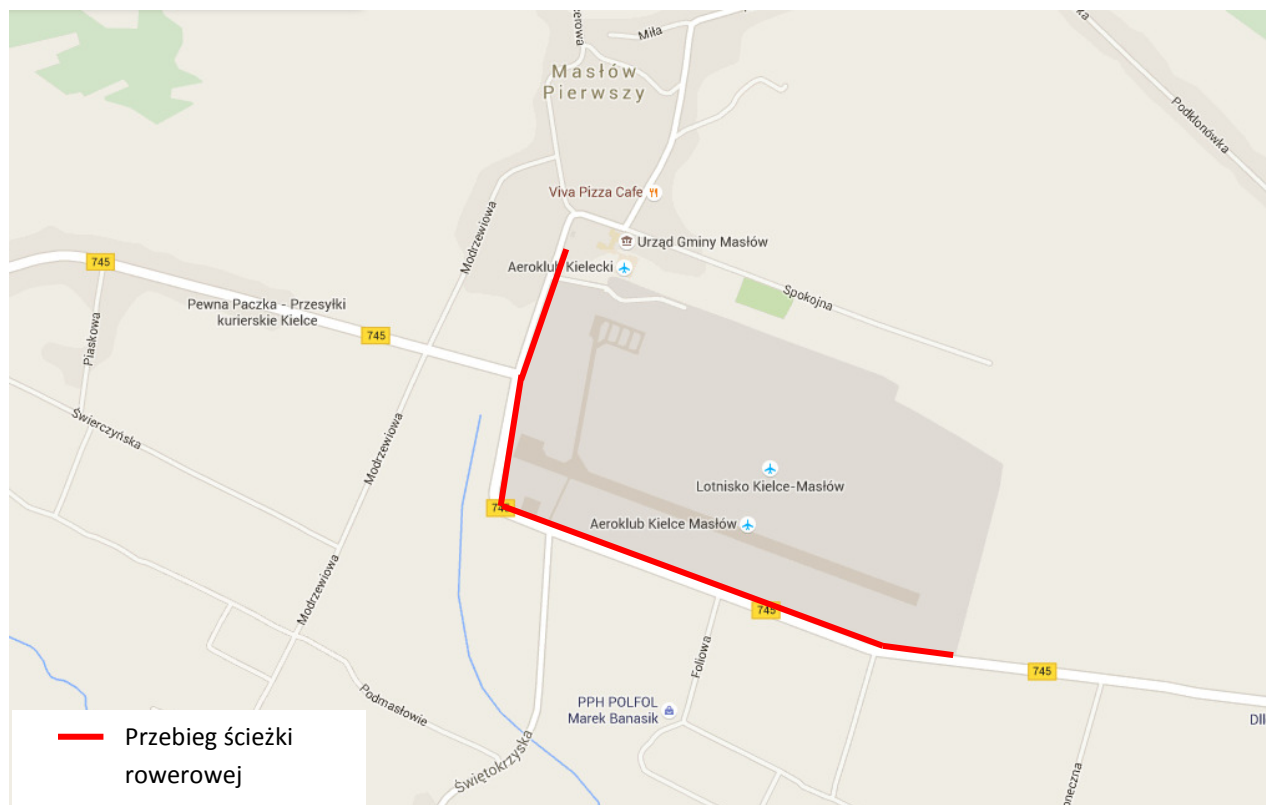 Miła
Masłów
Pierwszy
Podklonówka
Viva Pizza Cafe
Modrzewiowa
Urząd Gminy Masłów
745
Aeroklub Kielecki
Spokojna
Pewna Paczka - Przesyłki
kurierskie Kielce
Piaskowa
745
Świerczyńska
Modrzewiowa
Lotnisko Kielce-Masłów
Aeroklub Kielce Masłów
Modrzewiowa
745
Foliowa
745
Podmasłowie
PPH POLFOL
Marek Banasik
Świętokrzyska
Przebieg ścieżki
rowerowej